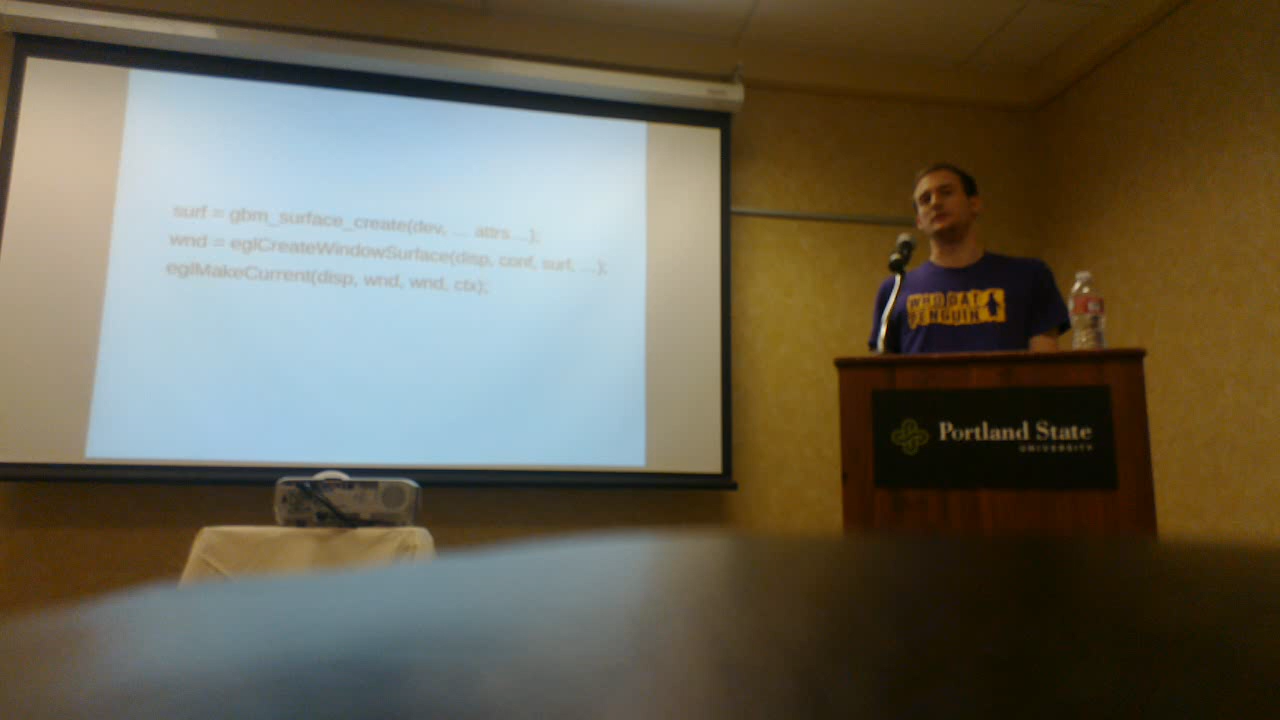 surf = gbm_surface_create(dev, ... attrs...);
wnd = eglCreateWindowSurface(disp, conf, surf, ...);
eglMakeCurrent(disp, wnd, wnd, ctx);
WHO DAT
PENGUIN
Portland State
UNIVERSITY